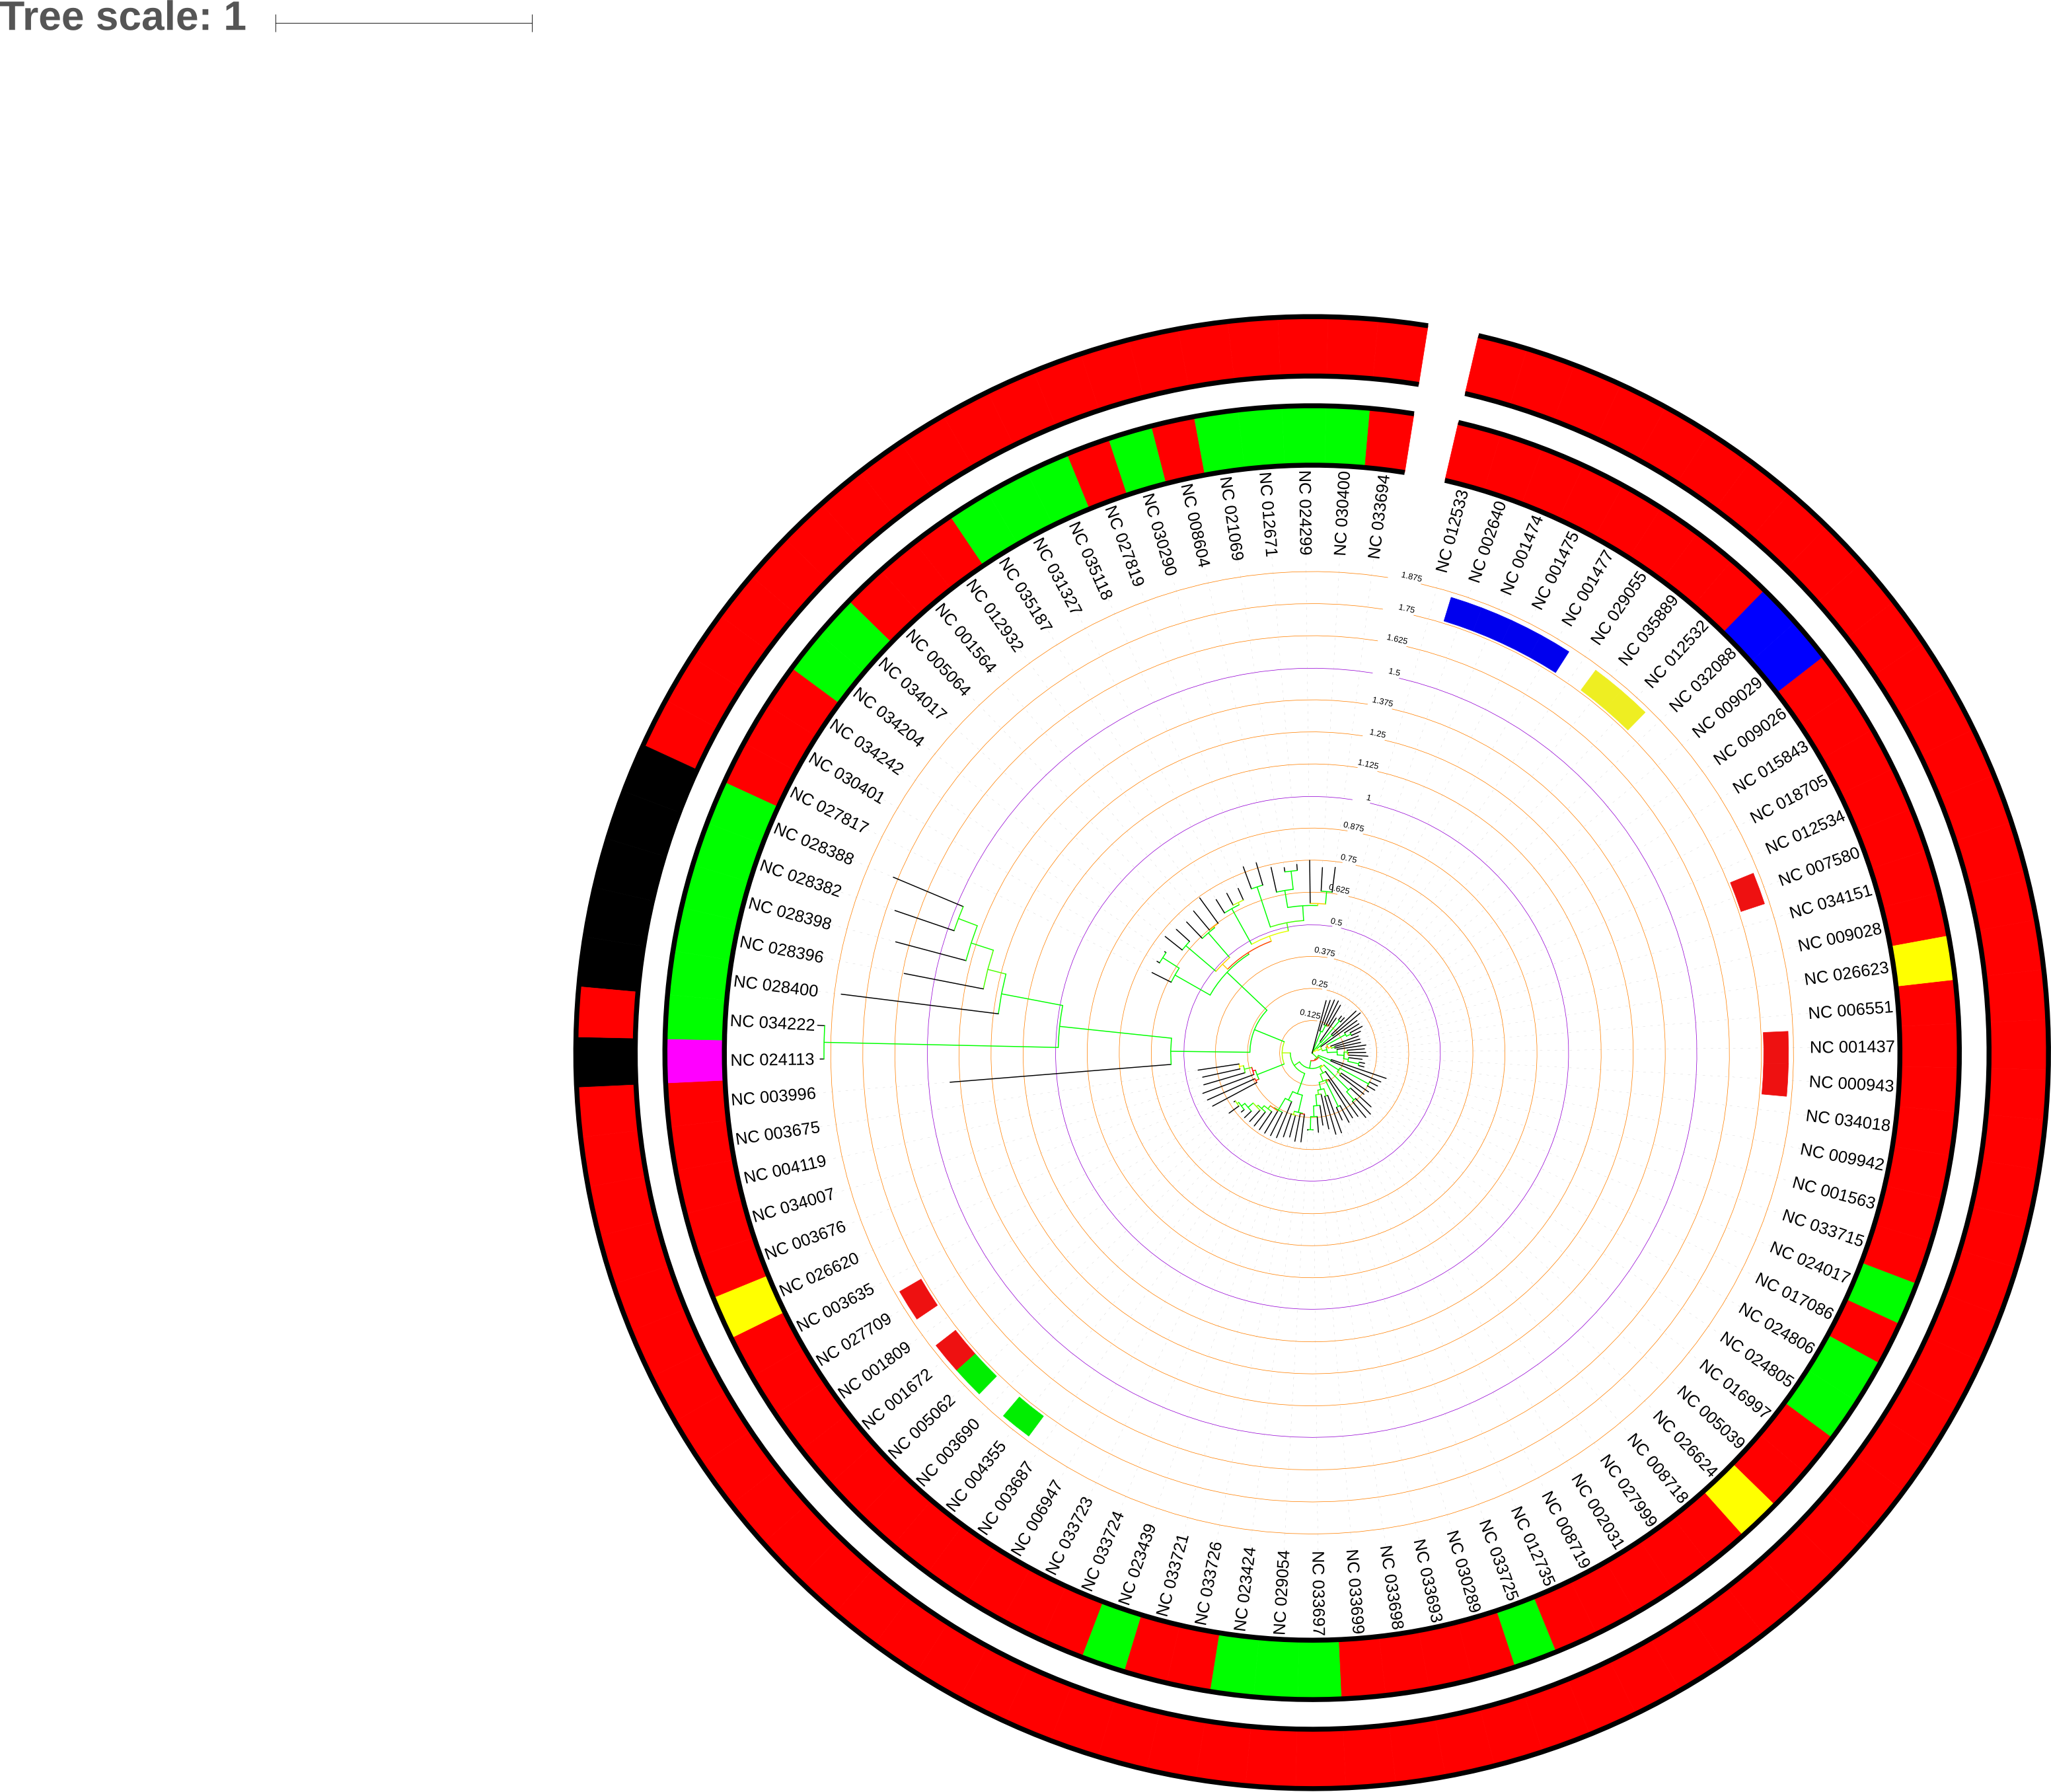 Tree scale: 1
NC 012533
NC 002640
NC 001474
NC 001475
NC 001477
NC 029055
NC 035889
NC 012532
NC 032088
NC 009029
NC 009026
NC 015843
NC 018705
NC 012534
NC 007580
NC 034151
NC 009028
NC 026623
NC 006551
NC 001437
NC 000943
NC 034018
NC 009942
NC 001563
NC 033715
NC 024017
NC 017086
NC 024806
NC 024805
NC 016997
NC 005039
NC 026624
NC 008718
NC 027999
NC 002031
NC 008719
NC 012735
NC 033725
NC 030289
NC 033693
NC 033698
NC 033699
NC 033697
NC 029054
NC 023424
NC 033726
NC 033721
NC 023439
NC 033724
NC 033723
NC 006947
NC 003687
NC 004355
NC 003690
NC 005062
NC 001672
NC 001809
NC 027709
NC 003635
NC 026620
NC 003676
NC 034007
NC 004119
NC 003675
NC 003996
NC 024113
NC 034222
NC 028400
NC 028396
NC 028398
NC 028382
NC 028388
NC 027817
NC 030401
NC 034242
NC 034204
NC 034017
NC 005064
NC 001564
NC 012932
NC 035187
NC 031327
NC 035118
NC 027819
NC 030290
NC 008604
NC 021069
NC 012671
NC 024299
NC 030400
NC 033694
1.875
1.75
1.625
1.5
1.375
1.25
1.125
1
0.875
0.75
0.625
0.5
0.375
0.25
0.125